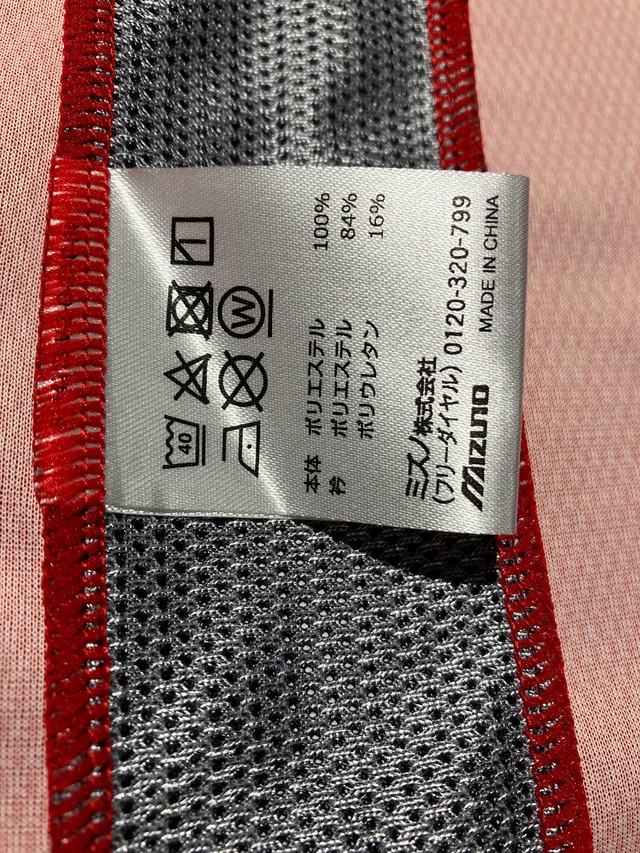 40
W
本体 ポリエステル 100%
衿 ポリエステル 84%
ポリウレタン 16%
ミズノ株式会社
(フリーダイヤル) 0120-320-799
MIZUNO MADE IN CHINA